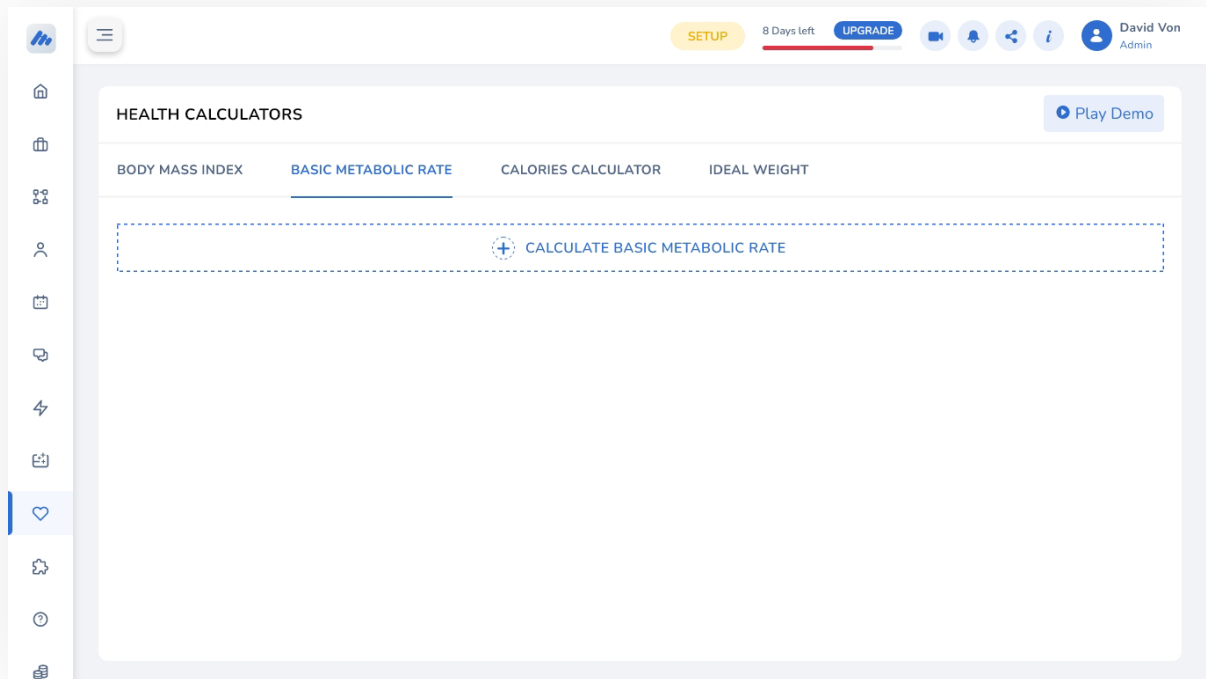 SETUP
8 Days left
UPGRADE
i
David Von
Admin
HEALTH CALCULATORS
Play Demo
BODY MASS INDEX
BASIC METABOLIC RATE
CALORIES CALCULATOR
IDEAL WEIGHT
CALCULATE BASIC METABOLIC RATE